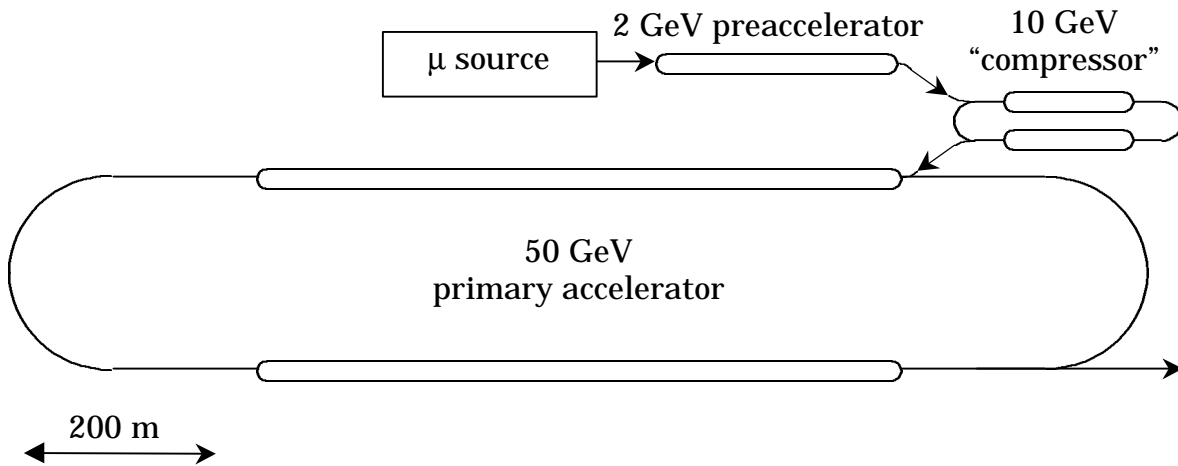 2 GeV preaccelerator
10 GeV
“compressor”
μ source
50 GeV
primary accelerator
200 m